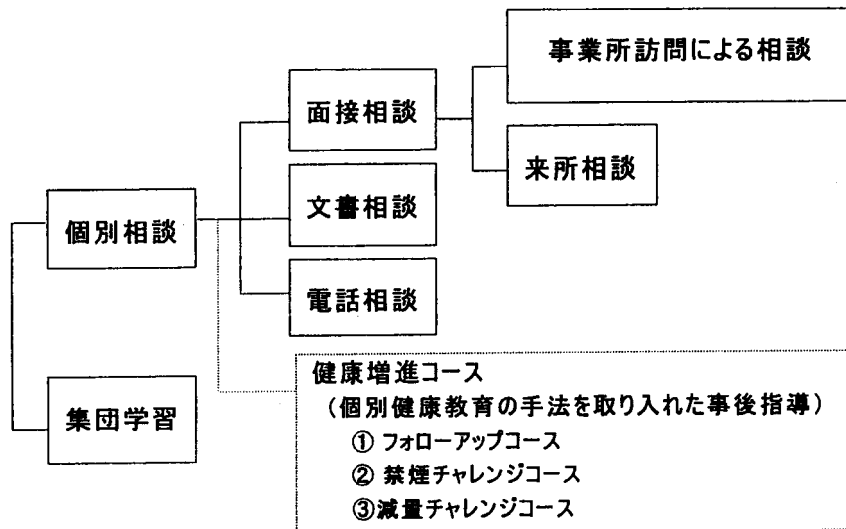 事業所訪問による相談
面接相談
来所相談
文書相談
個別相談
電話相談
健康増進コース
(個別健康教育の手法を取り入れた事後指導)
① フォローアップコース
② 禁煙チャレンジコース
③減量チャレンジコース
集団学習